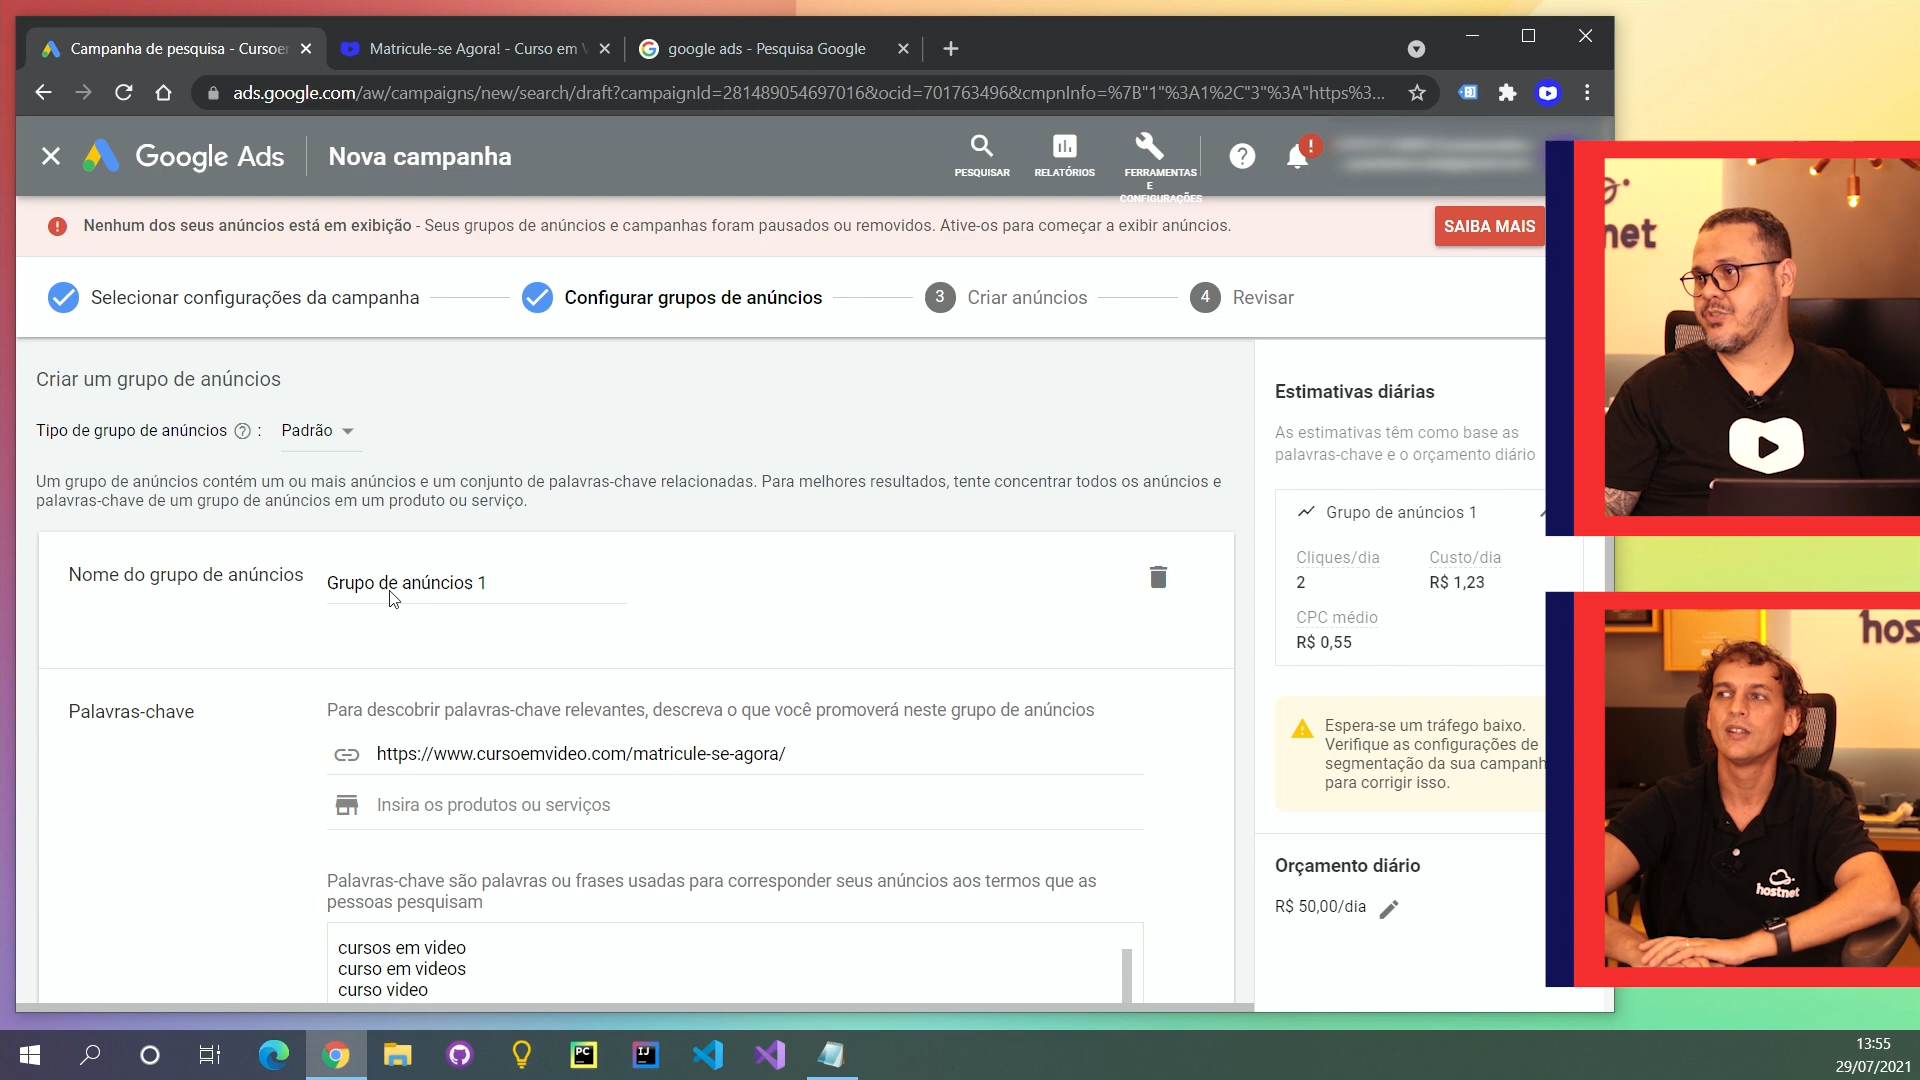 Campanha de pesquisa - Cursoer
Matricule-se Agora! - Curso em V
google ads - Pesquisa Google
ads.google.com/aw/campaigns/new/search/draft?campaignId=281489054697016&ocid=701763496&cmpnInfo=%7B"1"%3A1%2C"3"%3A"https%3...
Google Ads
Nova campanha
PESQUISAR
RELATÓRIOS
FERRAMENTAS
E
CONFIGURAÇÕES
Nenhum dos seus anúncios está em exibição - Seus grupos de anúncios e campanhas foram pausados ou removidos. Ative-os para começar a exibir anúncios.
SAIBA MAIS
Selecionar configurações da campanha
Configurar grupos de anúncios
3 Criar anúncios
4 Revisar
Criar um grupo de anúncios
Tipo de grupo de anúncios ? : Padrão
Um grupo de anúncios contém um ou mais anúncios e um conjunto de palavras-chave relacionadas. Para melhores resultados, tente concentrar todos os anúncios e
palavras-chave de um grupo de anúncios em um produto ou serviço.
Nome do grupo de anúncios
Grupo de anúncios 1
Palavras-chave
Para descobrir palavras-chave relevantes, descreva o que você promoverá neste grupo de anúncios
https://www.cursoemvideo.com/matricule-se-agora/
Insira os produtos ou serviços
Palavras-chave são palavras ou frases usadas para corresponder seus anúncios aos termos que as
pessoas pesquisam
cursos em video
curso em videos
curso video
Estimativas diárias
As estimativas têm como base as
palavras-chave e o orçamento diário
Grupo de anúncios 1
Cliques/dia
Custo/dia
2
R$ 1,23
CPC médio
R$ 0,55
Espera-se um tráfego baixo.
Verifique as configurações de
segmentação da sua campanh
para corrigir isso.
Orçamento diário
R$ 50,00/dia
net
hos
hostnet
PC
IJ
13:55
29/07/2021